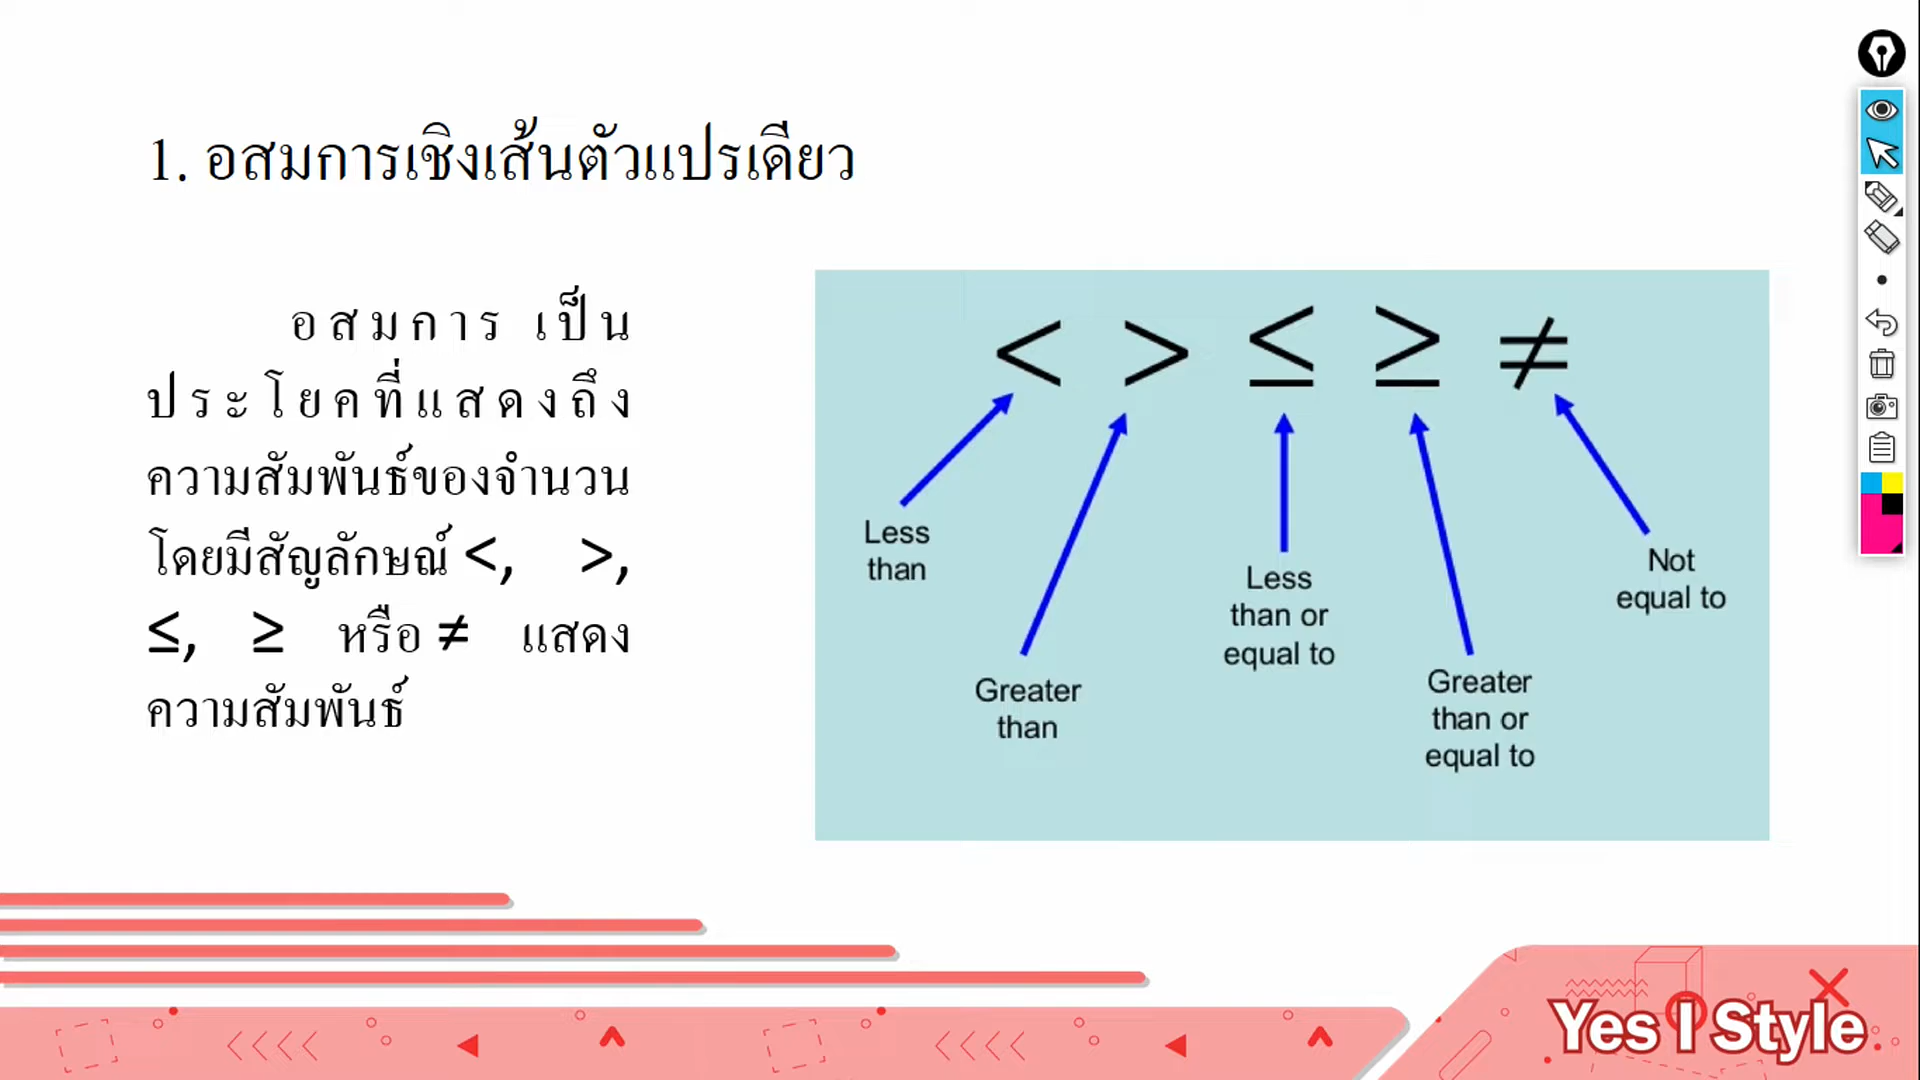 1. อสมการเชิงเส้นตัวแปรเดียว
อสมการ เป็น
ประโยคที่แสดงถึง
ความสัมพันธ์ของจำนวน
โดยมีสัญลักษณ์ <, >,
≤, ≥ หรือ ≠ แสดง
ความสัมพันธ์
< > ≤ ≥ ≠
Less
than
Greater
than
Less
than or
equal to
Greater
than or
equal to
Not
equal to
Yes I Style